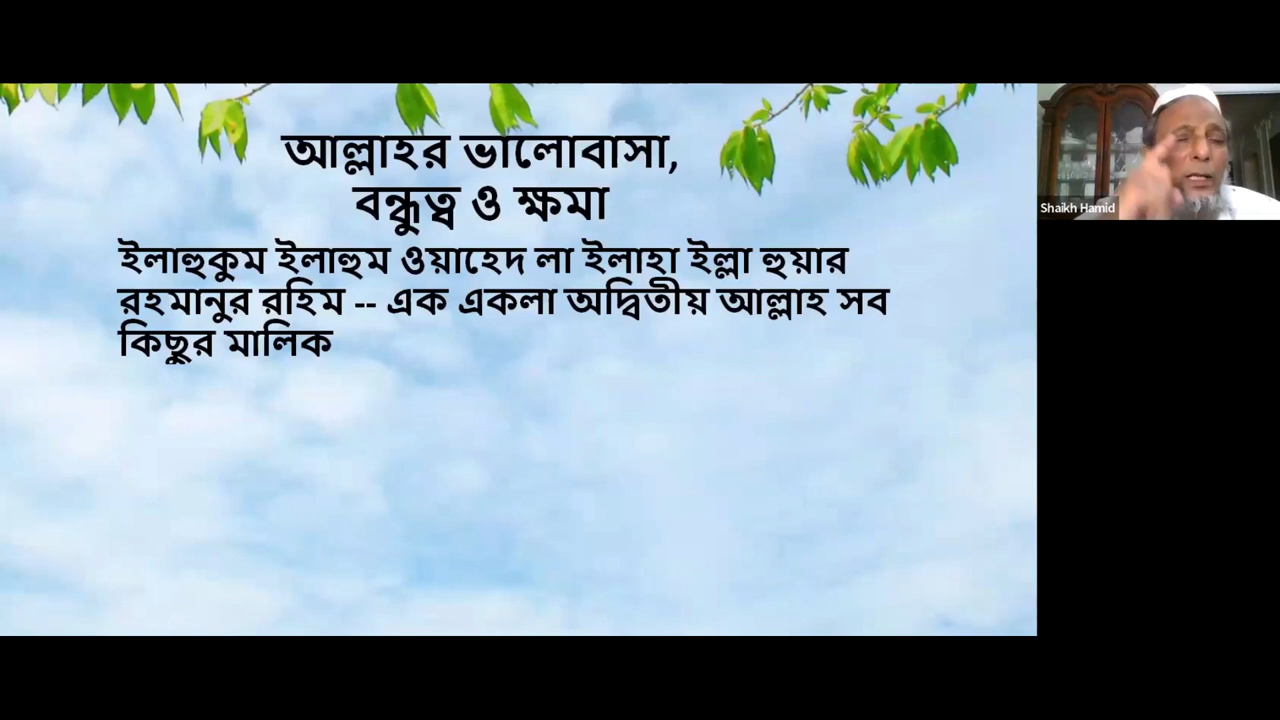 আল্লাহর ভালোবাসা,
বন্ধুত্ব ও ক্ষমা
ইলাহুকুম ইলাহুম ওয়াহেদ লা ইলাহা ইল্লা হুয়ার
রহমানুর রহিম -- এক একলা অদ্বিতীয় আল্লাহ সব
কিছুর মালিক
Shaikh Hamid